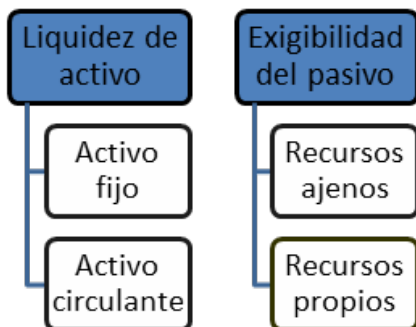 Liquidez de
activo
Activo
fijo
Activo
circulante
Exigibilidad
del pasivo
Recursos
ajenos
Recursos
propios